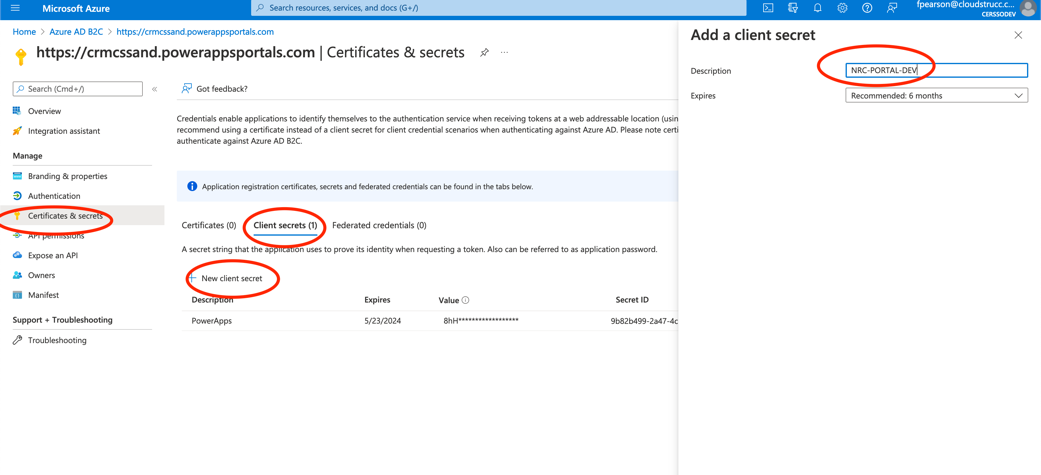 Microsoft Azure
Search resources, services, and docs (G+/)
fpearson@cloudstrucc.c...
CERSSODEV
Home > Azure AD B2C > https://crmcssand.powerappsportals.com
https://crmcssand.powerappsportals.com | Certificates & secrets
...
Search (Cmd+/)
«
Overview
Integration assistant
Manage
Branding & properties
Authentication
Certificates & secrets
API permissions
Expose an API
Owners
Manifest
Support + Troubleshooting
Troubleshooting
Got feedback?
Credentials enable applications to identify themselves to the authentication service when receiving tokens at a web addressable location (usin
recommend using a certificate instead of a client secret for client credential scenarios when authenticating against Azure AD. Please note certi
authenticate against Azure AD B2C.
Application registration certificates, secrets and federated credentials can be found in the tabs below.
Certificates (0) Client secrets (1) Federated credentials (0)
A secret string that the application uses to prove its identity when requesting a token. Also can be referred to as application password.
+ New client secret
Description Expires Value Secret ID
PowerApps 5/23/2024 8hH****************** 9b82b499-2a47-4c
Add a client secret
Description NRC-PORTAL-DEV
Expires Recommended: 6 months